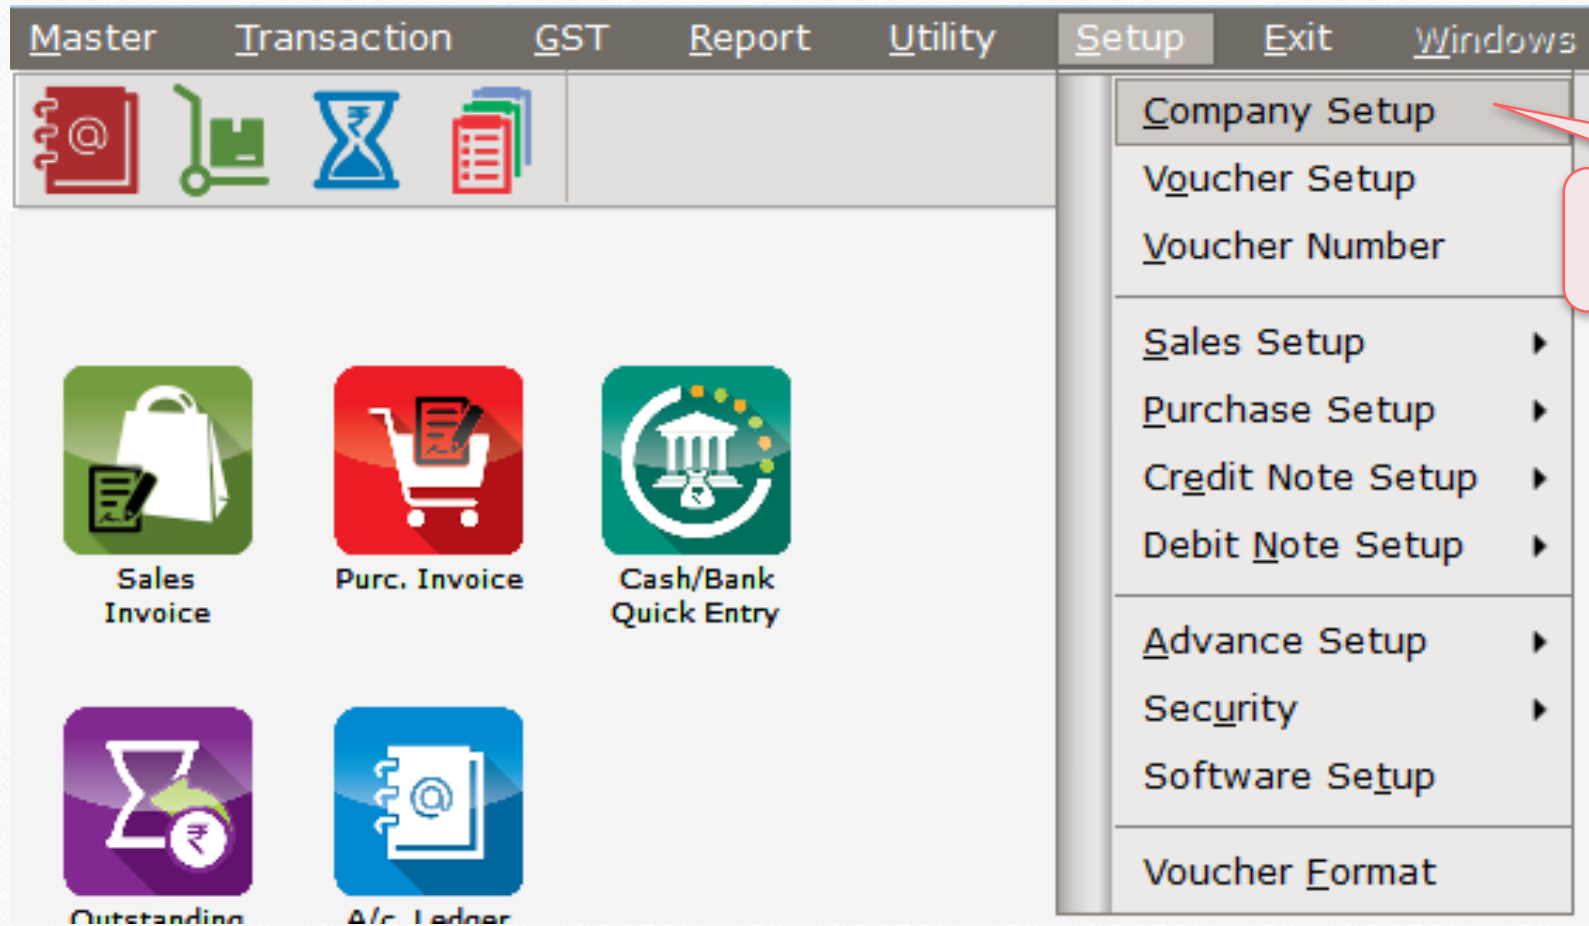 Master Transaction GST Report Utility Setup Exit Windows
Company Setup
Voucher Setup
Voucher Number
Sales Setup
Purchase Setup
Credit Note Setup
Debit Note Setup
Advance Setup
Security
Software Setup
Voucher Format
Sales
Invoice
Purc. Invoice
Cash/Bank
Quick Entry
Outstanding
A/c. Ledger